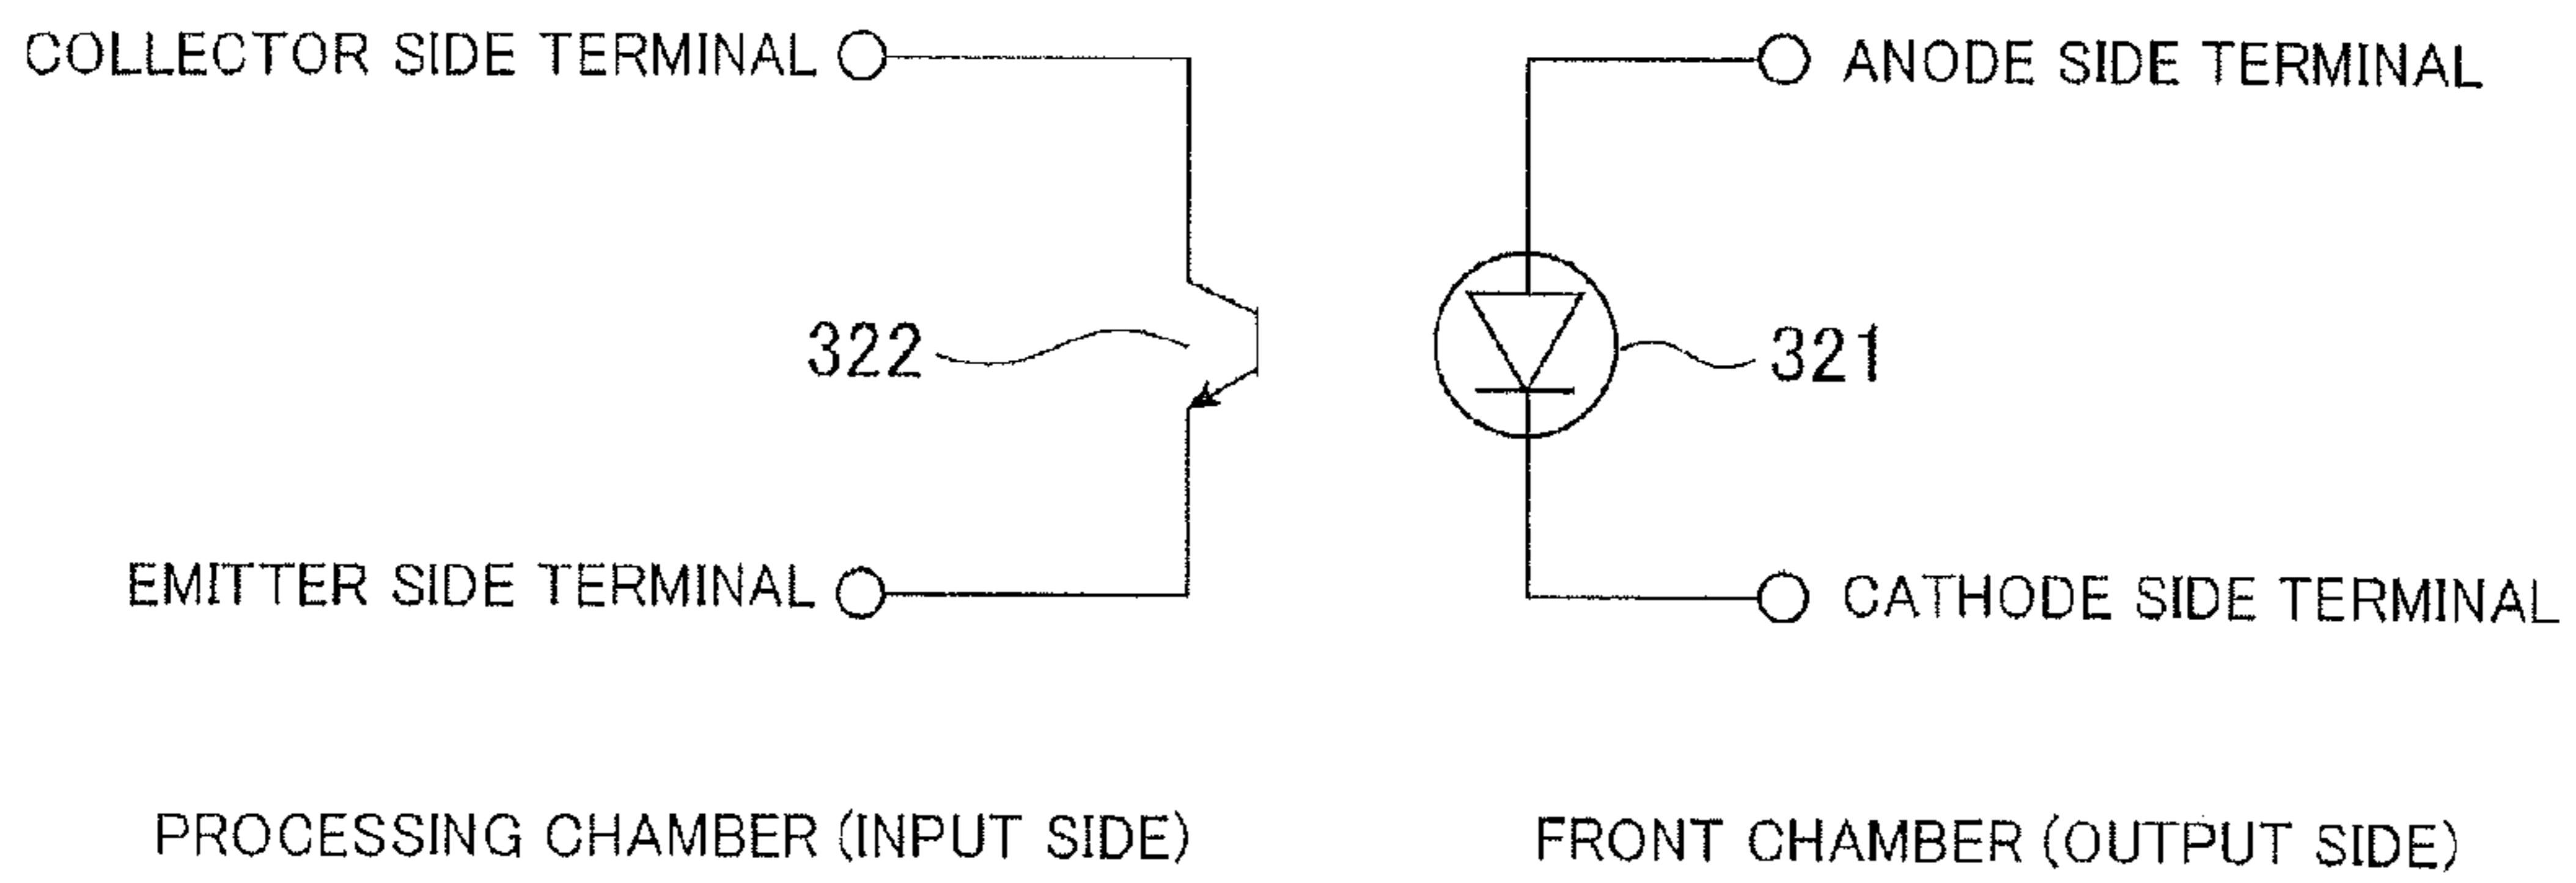 COLLECTOR SIDE TERMINAL
ANODE SIDE TERMINAL
322
321
EMITTER SIDE TERMINAL
CATHODE SIDE TERMINAL
PROCESSING CHAMBER (INPUT SIDE)
FRONT CHAMBER (OUTPUT SIDE)